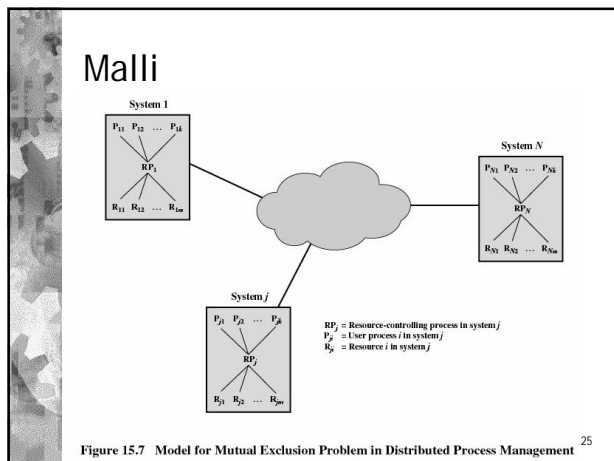 Malli
System 1
P11 P12 … P1k
RP1
R11 R12 … R1m
System N
PN1 PN2 … PNk
RPN
RN1 RN2 … RNm
System j
Pj1 Pj2 … Pjk
RPj
Rj1 Rj2 … Rjm
RPj = Resource-controlling process in system j
Pji = User process i in system j
Rji = Resource i in system j
25
Figure 15.7 Model for Mutual Exclusion Problem in Distributed Process Management